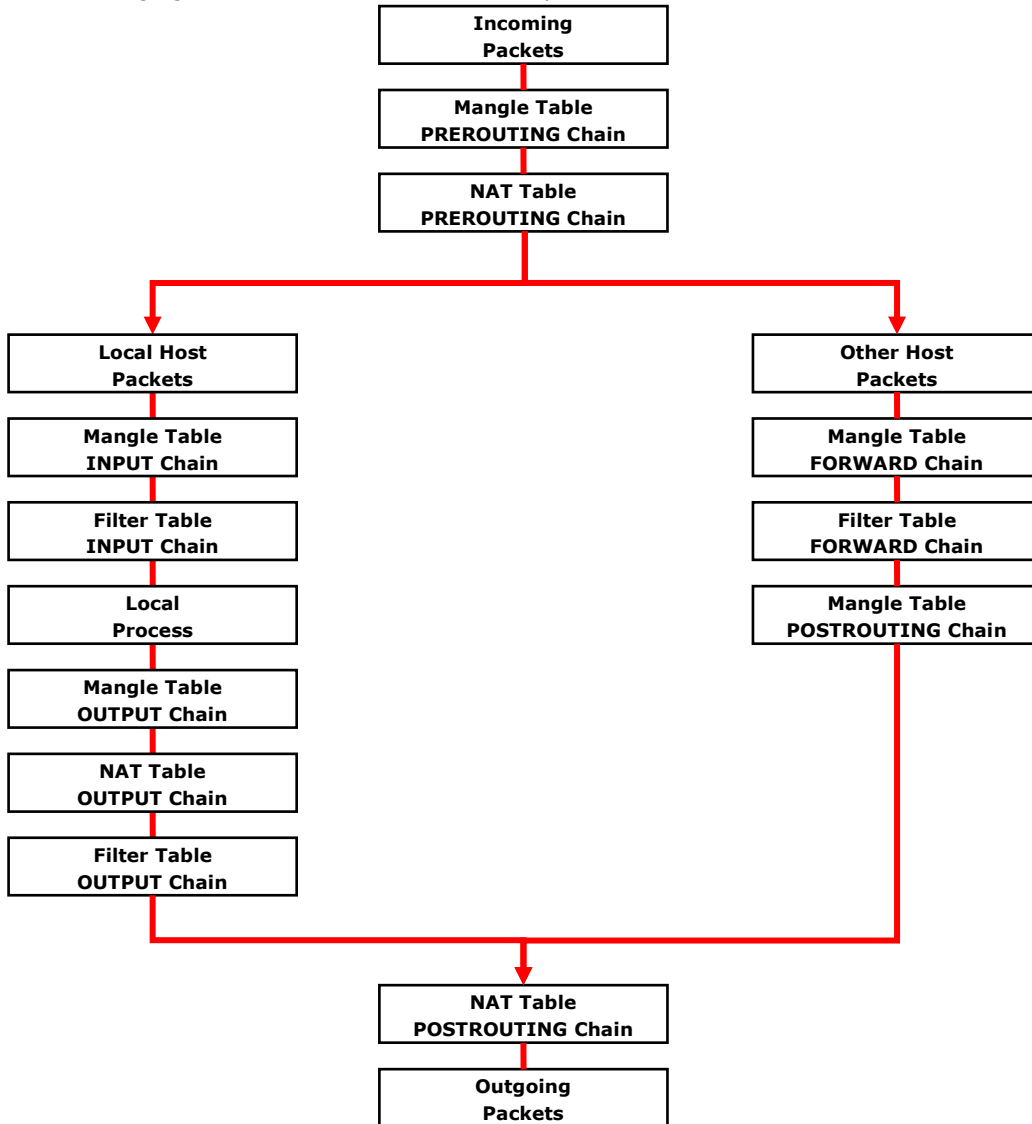 Incoming
Packets
Mangle Table
PREROUTING Chain
NAT Table
PREROUTING Chain
Local Host
Packets
Mangle Table
INPUT Chain
Filter Table
INPUT Chain
Local
Process
Mangle Table
OUTPUT Chain
NAT Table
OUTPUT Chain
Filter Table
OUTPUT Chain
Other Host
Packets
Mangle Table
FORWARD Chain
Filter Table
FORWARD Chain
Mangle Table
POSTROUTING Chain
NAT Table
POSTROUTING Chain
Outgoing
Packets